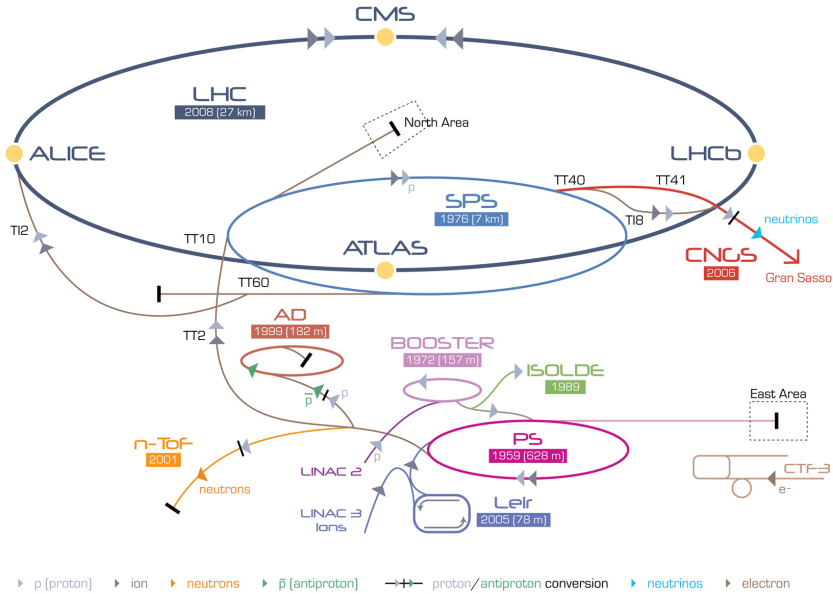 CMS
LHC
2008 (27 km)
North Area
ALICE
LHCb
TT40
TT41
p
SPS
1976 (7 km)
TI8
neutrinos
TI2
TT10
ATLAS
CNGS
2006
Gran Sasso
TT60
AD
1999 (182 m)
TT2
BOOSTER
1972 (157 m)
ISOLDE
1989
East Area
p̅
p
n-ToF
2001
PS
1959 (628 m)
LINAC 2
p
neutrons
CTF-3
e-
LINAC 3
Ions
Leir
2005 (78 m)
p (proton)
ion
neutrons
p̅ (antiproton)
proton/antiproton conversion
neutrinos
electron